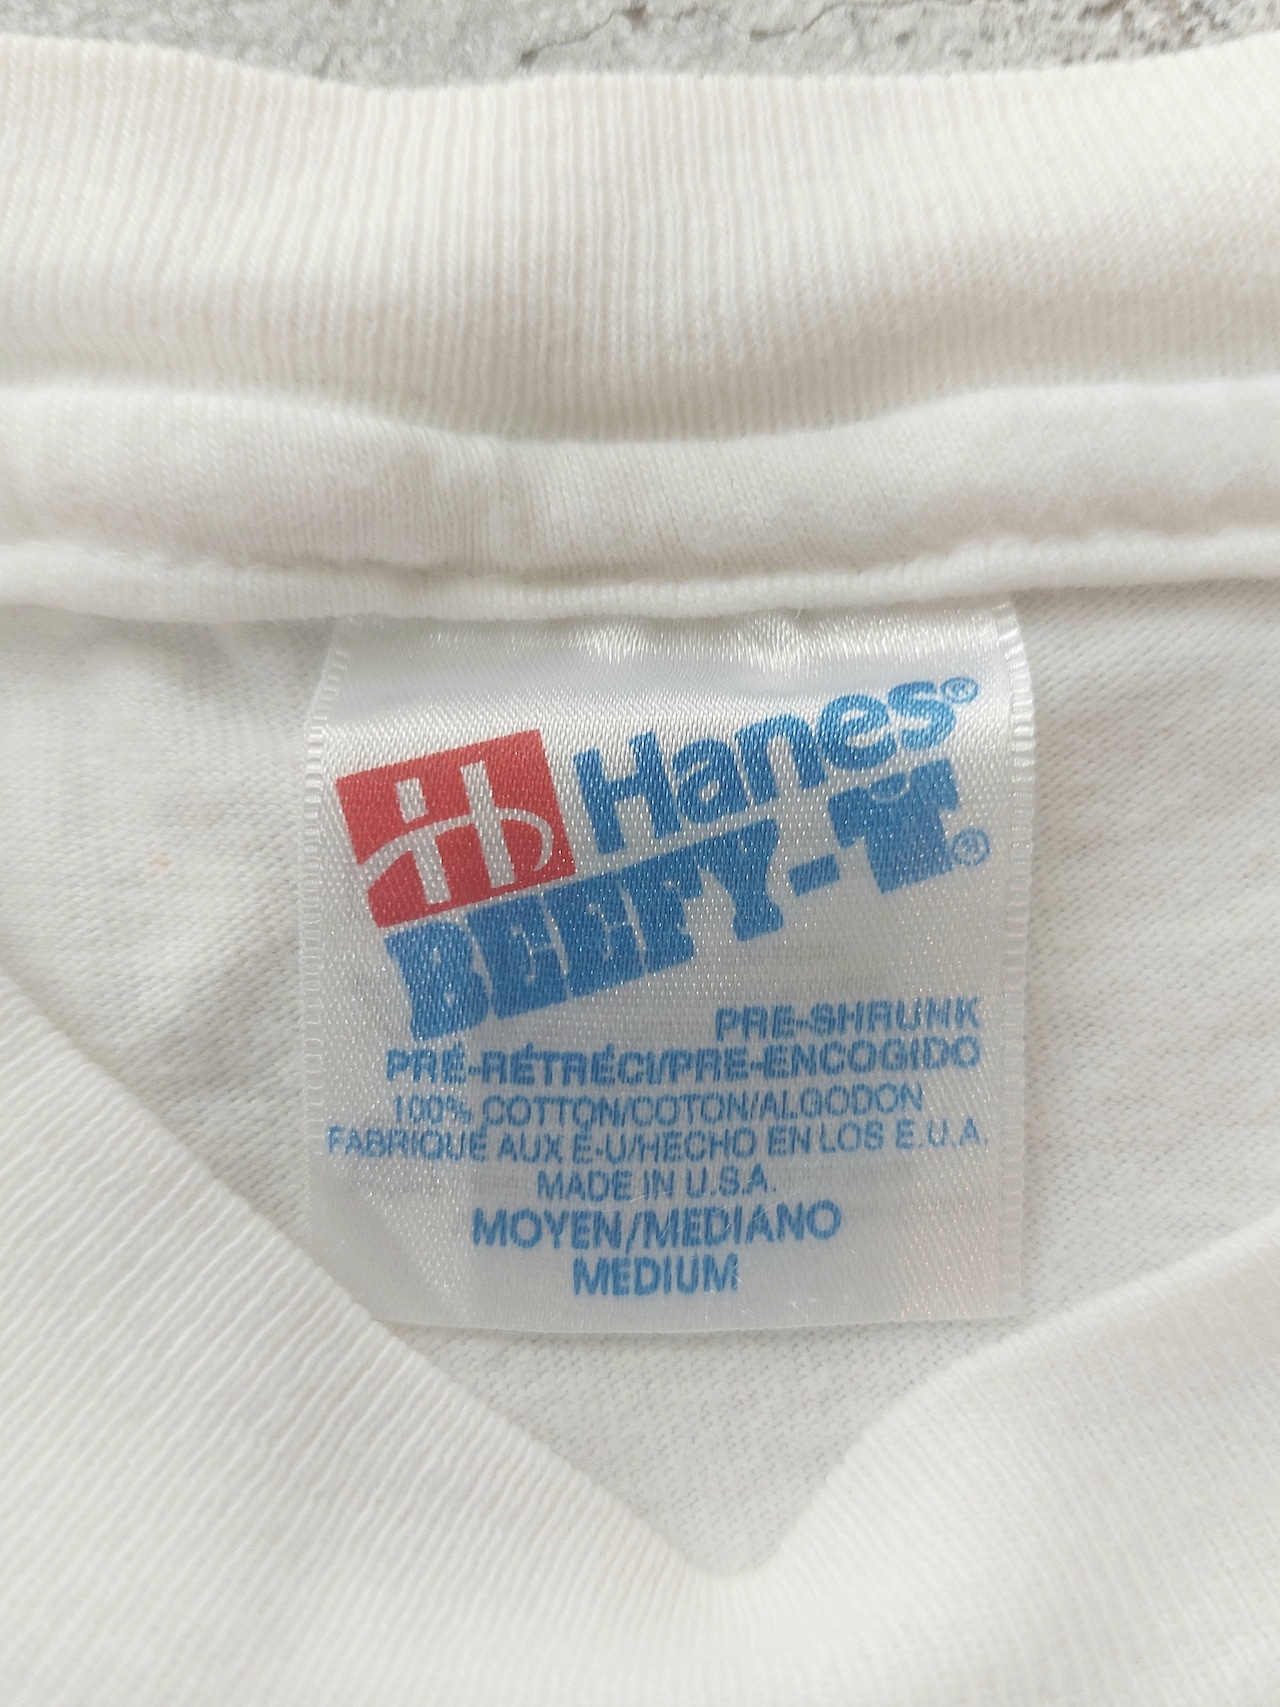 Hanes®
BEEFY-T®
PRE-SHRUNK
PRÉ-RÉTRÉCI/PRE-ENCOGIDO
100% COTTON/COTON/ALGODON
FABRIQUÉ AUX É-U/HECHO EN LOS E.U.A.
MADE IN U.S.A.
MOYEN/MEDIANO
MEDIUM